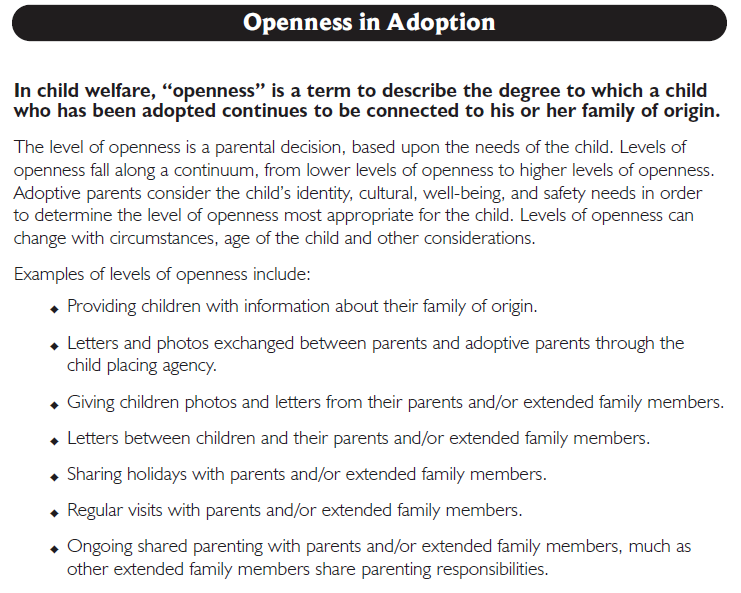 Openness in Adoption
In child welfare, “openness” is a term to describe the degree to which a child
who has been adopted continues to be connected to his or her family of origin.
The level of openness is a parental decision, based upon the needs of the child. Levels of
openness fall along a continuum, from lower levels of openness to higher levels of openness.
Adoptive parents consider the child’s identity, cultural, well-being, and safety needs in order
to determine the level of openness most appropriate for the child. Levels of openness can
change with circumstances, age of the child and other considerations.
Examples of levels of openness include:
◆ Providing children with information about their family of origin.
◆ Letters and photos exchanged between parents and adoptive parents through the
child placing agency.
◆ Giving children photos and letters from their parents and/or extended family members.
◆ Letters between children and their parents and/or extended family members.
◆ Sharing holidays with parents and/or extended family members.
◆ Regular visits with parents and/or extended family members.
◆ Ongoing shared parenting with parents and/or extended family members, much as
other extended family members share parenting responsibilities.